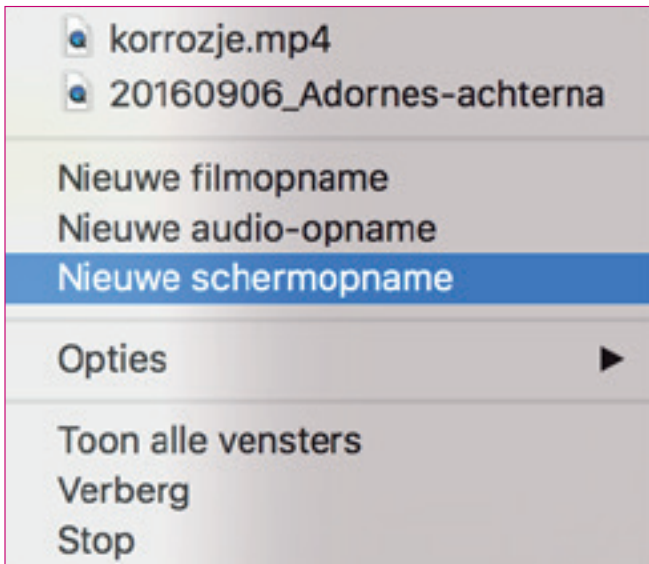 korrozje.mp4
20160906_Adornes-achterna
Nieuwe filmopname
Nieuwe audio-opname
Nieuwe schermopname
Opties
Toon alle vensters
Verberg
Stop